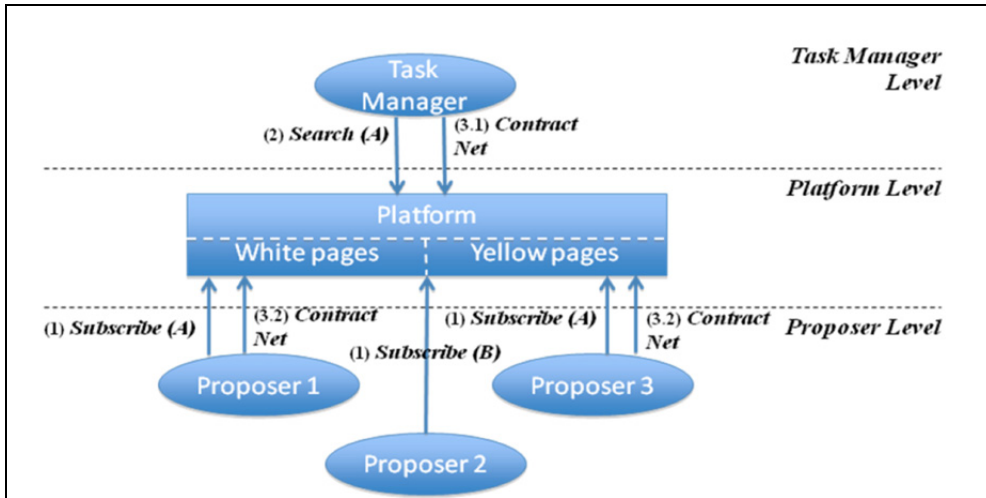 Task Manager
Level
Task
Manager
(2) Search (A)
(3.1) Contract
Net
Platform Level
Platform
White pages
Yellow pages
(1) Subscribe (A)
(3.2) Contract
Net
(1) Subscribe (A)
(3.2) Contract
Net
Proposer Level
(1) Subscribe (B)
Proposer 1
Proposer 3
Proposer 2